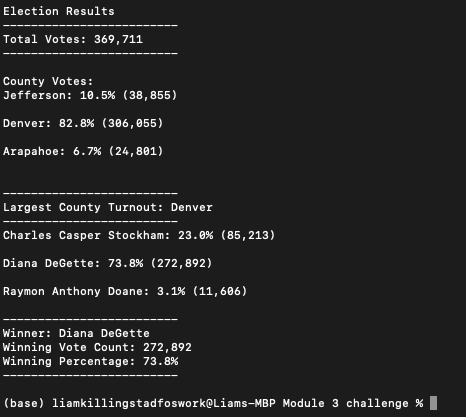 Election Results
-------------------------
Total Votes: 369,711
-------------------------
County Votes:
Jefferson: 10.5% (38,855)
Denver: 82.8% (306,055)
Arapahoe: 6.7% (24,801)
-------------------------
Largest County Turnout: Denver
-------------------------
Charles Casper Stockham: 23.0% (85,213)
Diana DeGette: 73.8% (272,892)
Raymon Anthony Doane: 3.1% (11,606)
-------------------------
Winner: Diana DeGette
Winning Vote Count: 272,892
Winning Percentage: 73.8%
-------------------------
(base) liamkillingstadfoswork@Liams-MBP Module 3 challenge %